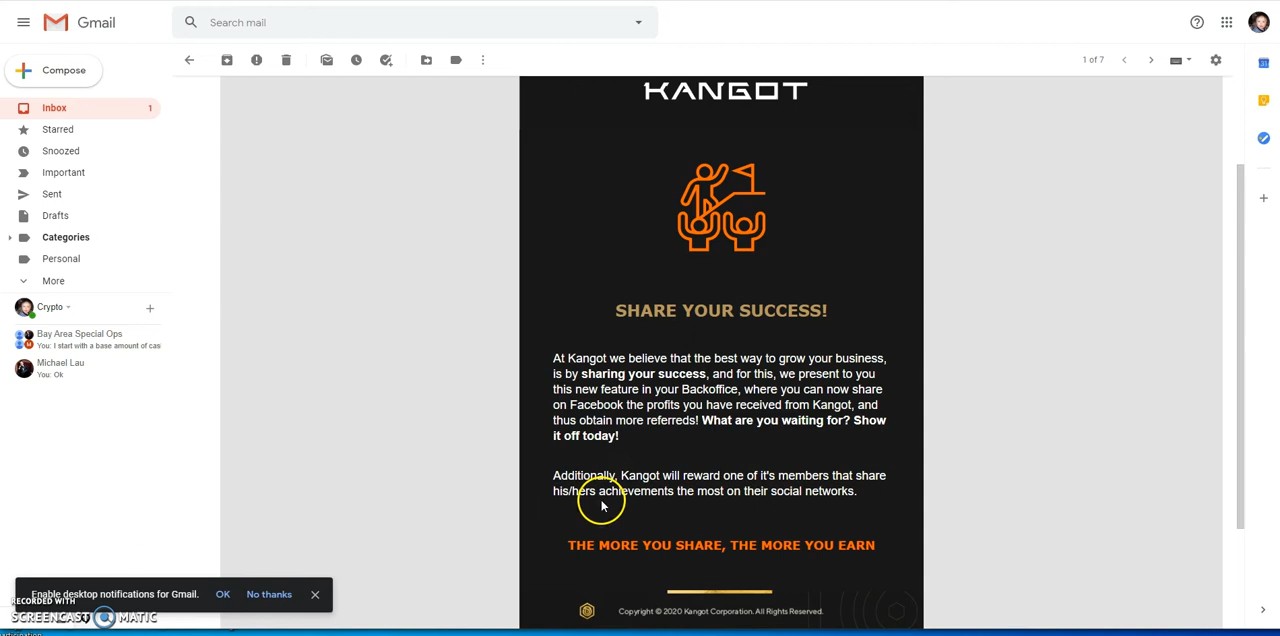 Gmail
Search mail
Compose
1 of 7
Inbox 1
Starred
Snoozed
Important
Sent
Drafts
Categories
Personal
More
Crypto
Bay Area Special Ops
You: I start with a base amount of cas
Michael Lau
You: Ok
KANGOT
SHARE YOUR SUCCESS!
At Kangot we believe that the best way to grow your business,
is by sharing your success, and for this, we present to you
this new feature in your Backoffice, where you can now share
on Facebook the profits you have received from Kangot, and
thus obtain more referreds! What are you waiting for? Show
it off today!
Additionally, Kangot will reward one of it's members that share
his/hers achievements the most on their social networks.
THE MORE YOU SHARE, THE MORE YOU EARN
Copyright © 2020 Kangot Corporation. All Rights Reserved.
Enable desktop notifications for Gmail. OK No thanks
RECORDED WITH
SCREENCAST MATIC